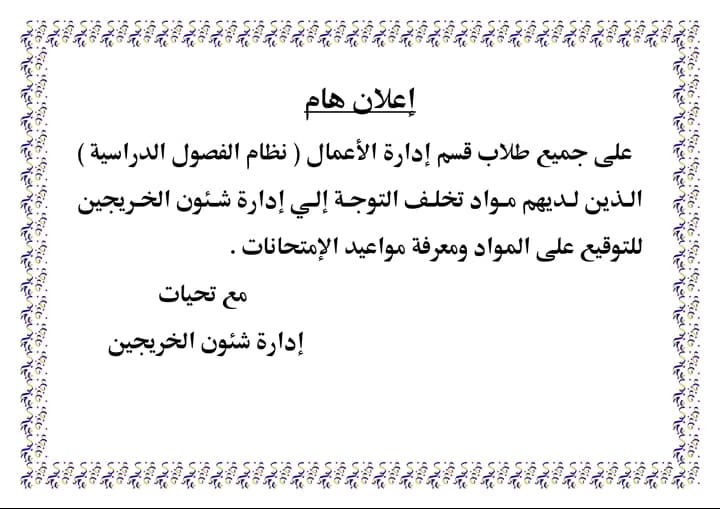 إعلان هام
على جميع طلاب قسم إدارة الأعمال ( نظام الفصول الدراسية )
الذين لديهم مواد تخلف التوجة إلي إدارة شئون الخريجين
للتوقيع على المواد ومعرفة مواعيد الإمتحانات .
مع تحيات
إدارة شئون الخريجين